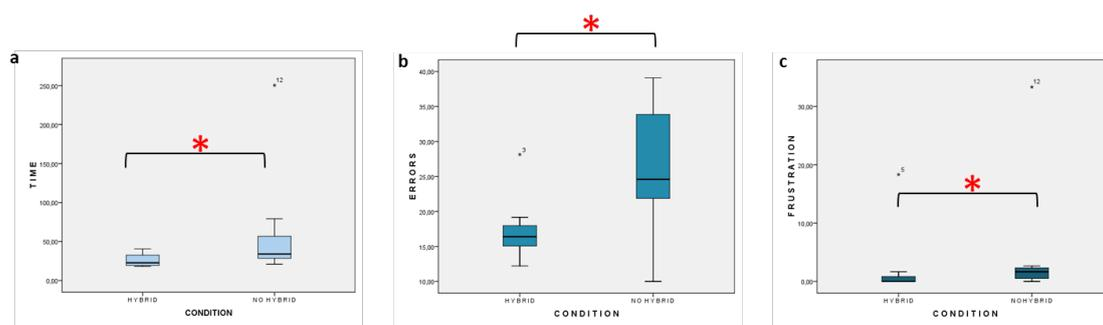 a
TIME
250,00
200,00
150,00
100,00
50,00
0,00
12
*
HYBRID
NO HYBRID
CONDITION
b
*
ERRORS
40,00
35,00
30,00
25,00
20,00
15,00
10,00
3
HYBRID
NO HYBRID
CONDITION
c
FRUSTRATION
30,00
20,00
10,00
0,00
5
12
*
HYBRID
NOHYBRID
CONDITION